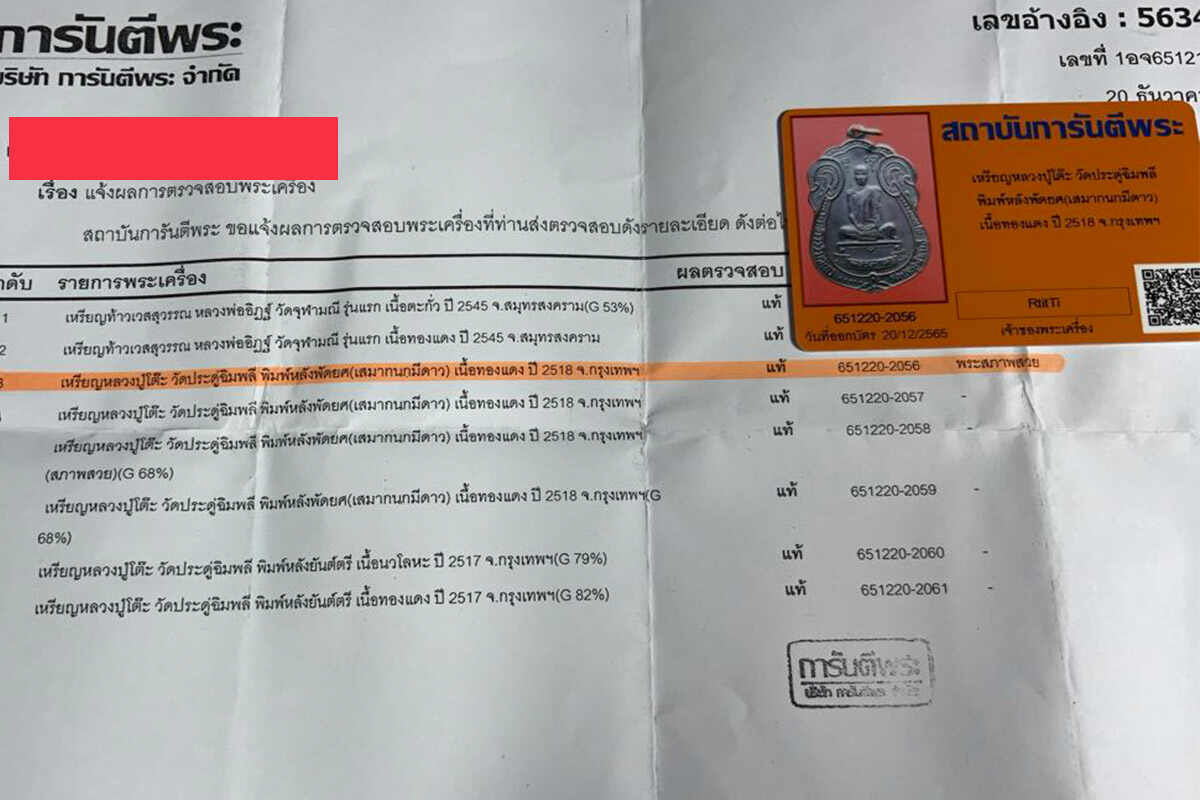 การันตีพระ
บริษัท การันตีพระ จำกัด
เลขอ้างอิง : 5634
เลขที่ 1อจ65121
20 ธันวาค
เรื่อง แจ้งผลการตรวจสอบพระเครื่อง
สถาบันการันตีพระ ขอแจ้งผลการตรวจสอบพระเครื่องที่ท่านส่งตรวจสอบดังรายละเอียด ดังต่อไ
สถาบันการันตีพระ
เหรียญหลวงปู่โต๊ะ วัดประดู่ฉิมพลี
พิมพ์หลังพัดยศ(เสมากนกมีดาว)
เนื้อทองแดง ปี 2518 จ.กรุงเทพฯ
RัตTi
เจ้าของพระเครื่อง
651220-2056
วันที่ออกบัตร 20/12/2565
ำดับ รายการพระเครื่อง ผลตรวจสอบ
1 เหรียญท้าวเวสสุวรรณ หลวงพ่ออิฏฐ์ วัดจุฬามณี รุ่นแรก เนื้อตะกั่ว ปี 2545 จ.สมุทรสงคราม(G 53%) แท้
2 เหรียญท้าวเวสสุวรรณ หลวงพ่ออิฏฐ์ วัดจุฬามณี รุ่นแรก เนื้อทองแดง ปี 2545 จ.สมุทรสงคราม แท้
3 เหรียญหลวงปู่โต๊ะ วัดประดู่ฉิมพลี พิมพ์หลังพัดยศ(เสมากนกมีดาว) เนื้อทองแดง ปี 2518 จ.กรุงเทพฯ แท้ 651220-2056 พระสภาพสวย
เหรียญหลวงปู่โต๊ะ วัดประดู่ฉิมพลี พิมพ์หลังพัดยศ(เสมากนกมีดาว) เนื้อทองแดง ปี 2518 จ.กรุงเทพฯ แท้ 651220-2057 -
เหรียญหลวงปู่โต๊ะ วัดประดู่ฉิมพลี พิมพ์หลังพัดยศ(เสมากนกมีดาว) เนื้อทองแดง ปี 2518 จ.กรุงเทพฯ แท้ 651220-2058 -
(สภาพสวย)(G 68%)
เหรียญหลวงปู่โต๊ะ วัดประดู่ฉิมพลี พิมพ์หลังพัดยศ(เสมากนกมีดาว) เนื้อทองแดง ปี 2518 จ.กรุงเทพฯ(G แท้ 651220-2059 -
68%)
เหรียญหลวงปู่โต๊ะ วัดประดู่ฉิมพลี พิมพ์หลังยันต์ตรี เนื้อนวโลหะ ปี 2517 จ.กรุงเทพฯ(G 79%) แท้ 651220-2060 -
เหรียญหลวงปู่โต๊ะ วัดประดู่ฉิมพลี พิมพ์หลังยันต์ตรี เนื้อทองแดง ปี 2517 จ.กรุงเทพฯ(G 82%) แท้ 651220-2061 -
การันตีพระ
บริษัท การันตีพระ จำกัด